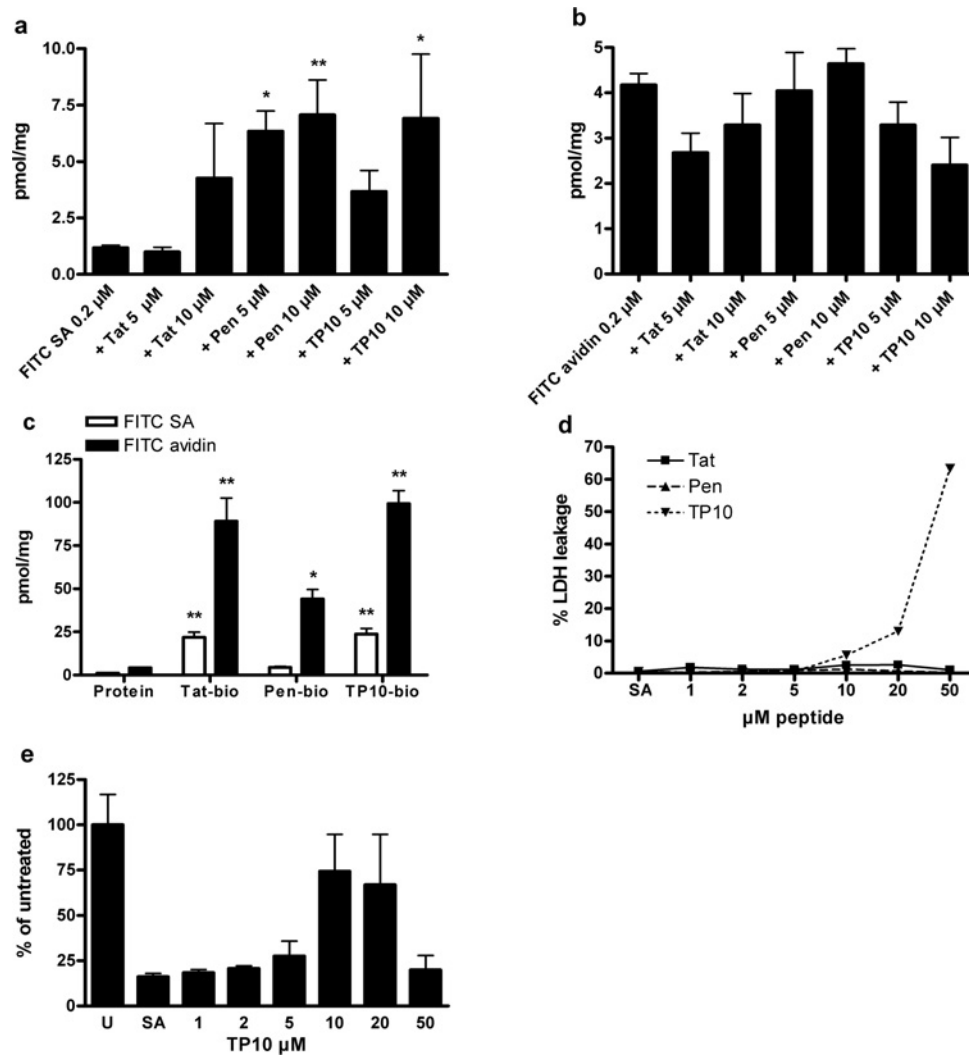 a
10.0
7.5
5.0
2.5
0.0
pmol/mg
*
**
*
FITC SA 0.2 µM
+ Tat 5 µM
+ Tat 10 µM
+ Pen 5 µM
+ Pen 10 µM
+ TP10 5 µM
+ TP10 10 µM
b
5
4
3
2
1
0
pmol/mg
FITC avidin 0.2 µM
+ Tat 5 µM
+ Tat 10 µM
+ Pen 5 µM
+ Pen 10 µM
+ TP10 5 µM
+ TP10 10 µM
c
FITC SA
FITC avidin
125
100
75
50
25
0
pmol/mg
** **
*
** **
Protein Tat-bio Pen-bio TP10-bio
d
70
60
50
40
30
20
10
0
% LDH leakage
Tat
Pen
TP10
SA 1 2 5 10 20 50
µM peptide
e
125
100
75
50
25
0
% of untreated
U SA 1 2 5 10 20 50
TP10 µM